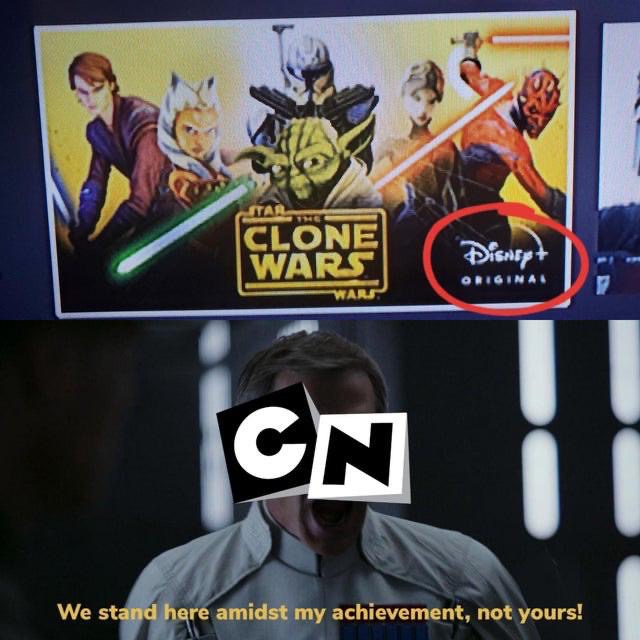 STAR
THE
CLONE
WARS
WARS
Disney+
ORIGINAL
CN
We stand here amidst my achievement, not yours!